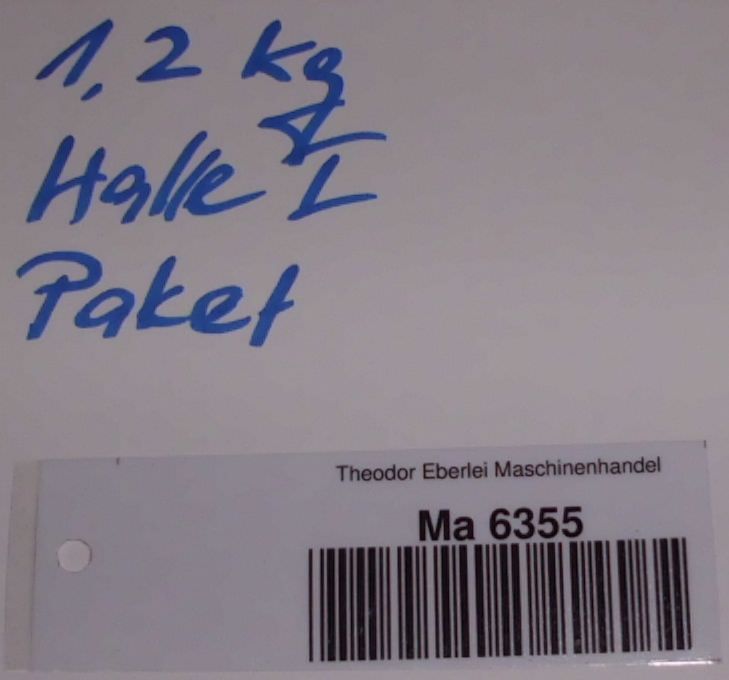 1,2 kg
Halle I
Paket
Theodor Eberlei Maschinenhandel
Ma 6355